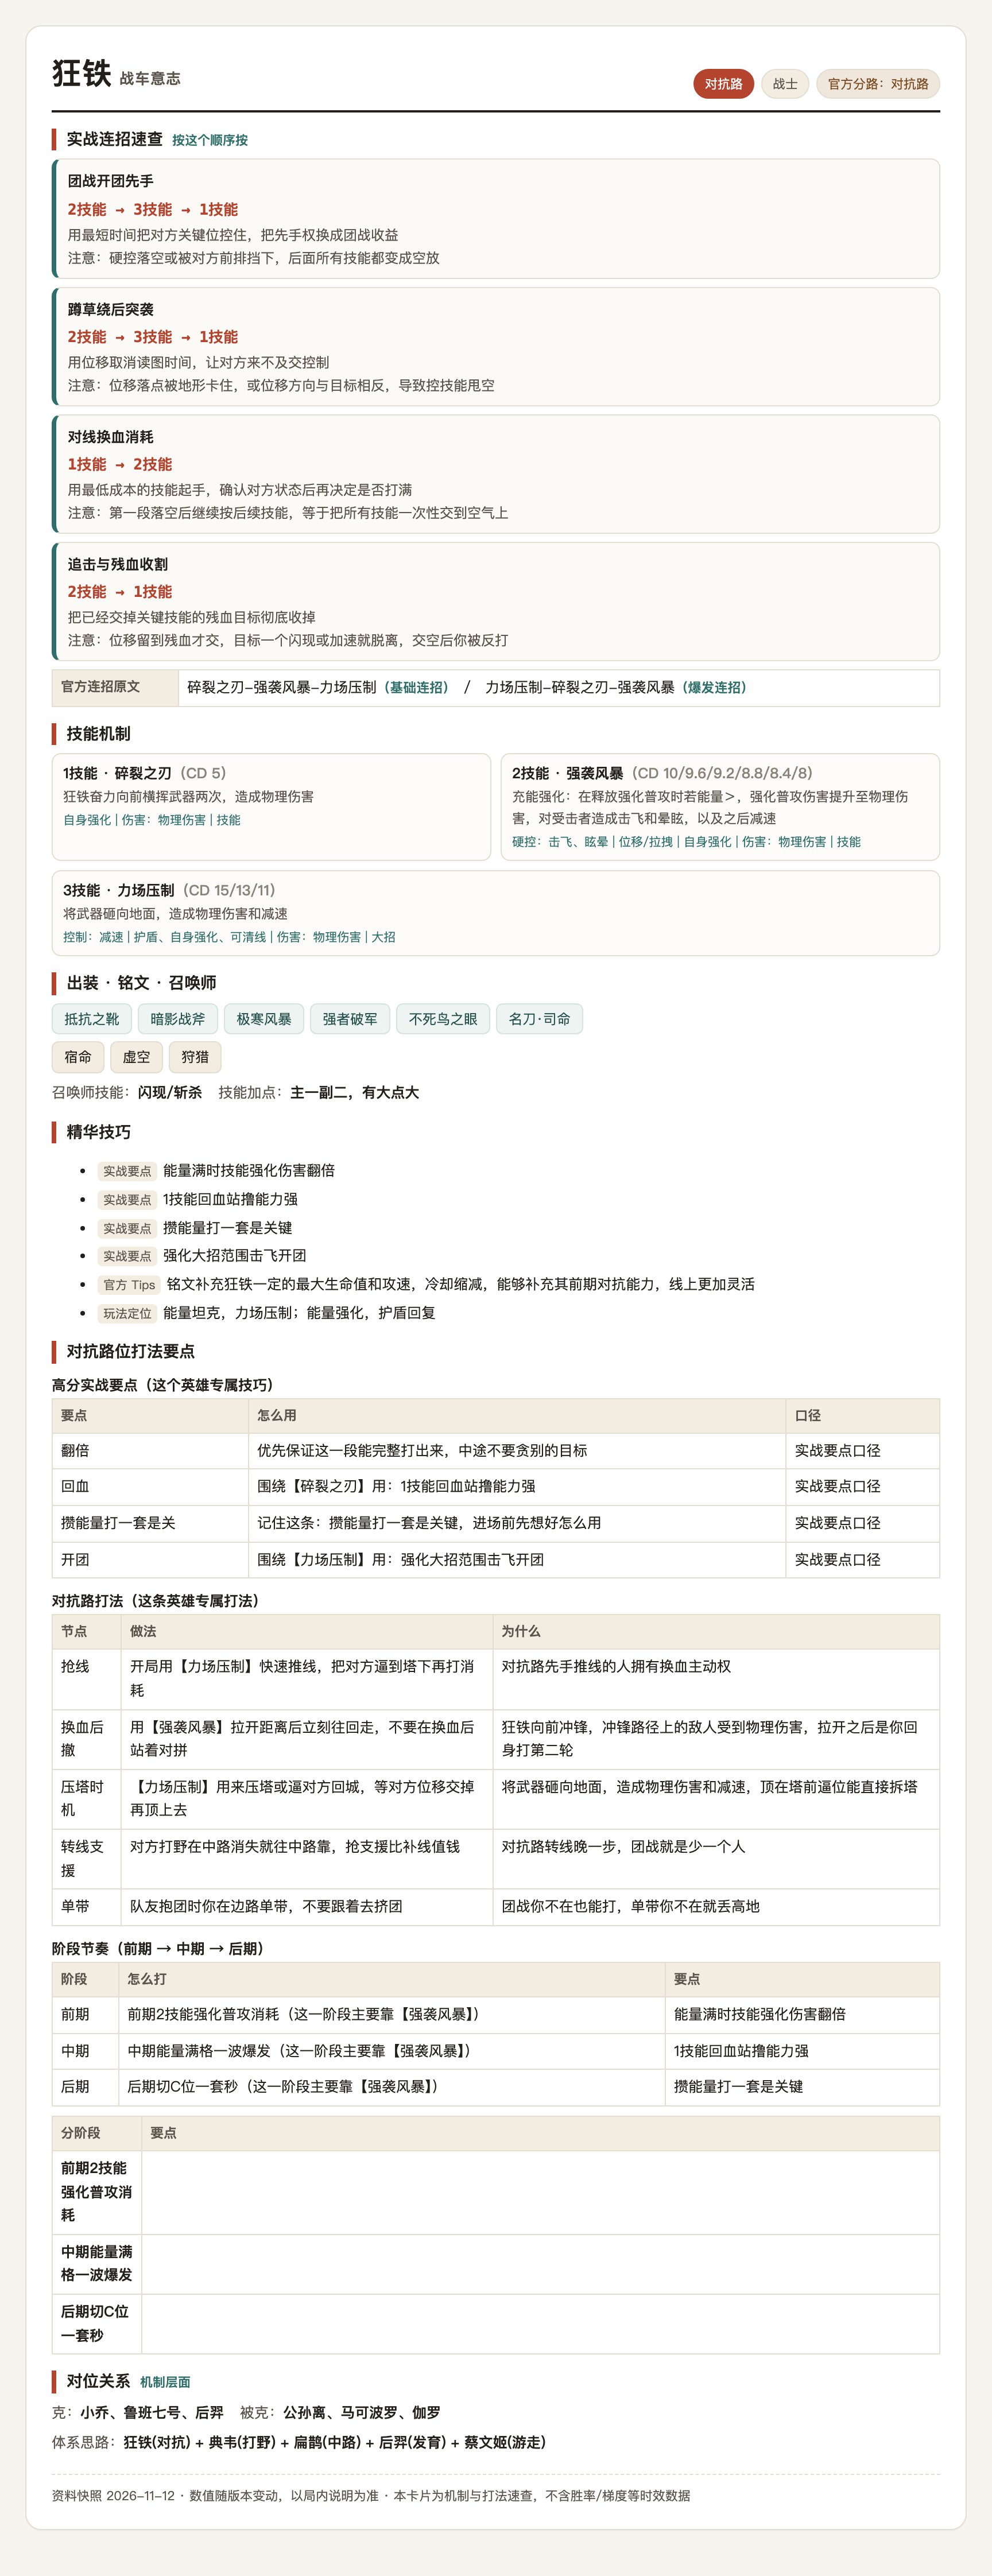 狂铁 战车意志
对抗路 战士 官方分路：对抗路
实战连招速查 按这个顺序按
团战开团先手
2技能 → 3技能 → 1技能
用最短时间把对方关键位控住，把先手权换成团战收益
注意：硬控落空或被对方前排挡下，后面所有技能都变成空放
蹲草绕后突袭
2技能 → 3技能 → 1技能
用位移取消读图时间，让对方来不及交控制
注意：位移落点被地形卡住，或位移方向与目标相反，导致控技能甩空
对线换血消耗
1技能 → 2技能
用最低成本的技能起手，确认对方状态后再决定是否打满
注意：第一段落空后继续按后续技能，等于把所有技能一次性交到空气上
追击与残血收割
2技能 → 1技能
把已经交掉关键技能的残血目标彻底收掉
注意：位移留到残血才交，目标一个闪现或加速就脱离，交空后你被反打
官方连招原文 碎裂之刃-强袭风暴-力场压制（基础连招） / 力场压制-碎裂之刃-强袭风暴（爆发连招）
技能机制
1技能 · 碎裂之刃（CD 5）
狂铁奋力向前横挥武器两次，造成物理伤害
自身强化 | 伤害：物理伤害 | 技能
2技能 · 强袭风暴（CD 10/9.6/9.2/8.8/8.4/8）
充能强化：在释放强化普攻时若能量＞，强化普攻伤害提升至物理伤
害，对受击者造成击飞和晕眩，以及之后减速
硬控：击飞、眩晕 | 位移/拉拽 | 自身强化 | 伤害：物理伤害 | 技能
3技能 · 力场压制（CD 15/13/11）
将武器砸向地面，造成物理伤害和减速
控制：减速 | 护盾、自身强化、可清线 | 伤害：物理伤害 | 大招
出装 · 铭文 · 召唤师
抵抗之靴 暗影战斧 极寒风暴 强者破军 不死鸟之眼 名刀·司命
宿命 虚空 狩猎
召唤师技能：闪现/斩杀 技能加点：主一副二，有大点大
精华技巧
• 实战要点 能量满时技能强化伤害翻倍
• 实战要点 1技能回血站撸能力强
• 实战要点 攒能量打一套是关键
• 实战要点 强化大招范围击飞开团
• 官方 Tips 铭文补充狂铁一定的最大生命值和攻速，冷却缩减，能够补充其前期对抗能力，线上更加灵活
• 玩法定位 能量坦克，力场压制；能量强化，护盾回复
对抗路位打法要点
高分实战要点（这个英雄专属技巧）
要点 怎么用 口径
翻倍 优先保证这一段能完整打出来，中途不要贪别的目标 实战要点口径
回血 围绕【碎裂之刃】用：1技能回血站撸能力强 实战要点口径
攒能量打一套是关 记住这条：攒能量打一套是关键，进场前先想好怎么用 实战要点口径
开团 围绕【力场压制】用：强化大招范围击飞开团 实战要点口径
对抗路打法（这条英雄专属打法）
节点 做法 为什么
抢线 开局用【力场压制】快速推线，把对方逼到塔下再打消
耗 对抗路先手推线的人拥有换血主动权
换血后
撤 用【强袭风暴】拉开距离后立刻往回走，不要在换血后
站着对拼 狂铁向前冲锋，冲锋路径上的敌人受到物理伤害，拉开之后是你回
身打第二轮
压塔时
机 【力场压制】用来压塔或逼对方回城，等对方位移交掉
再顶上去 将武器砸向地面，造成物理伤害和减速，顶在塔前逼位能直接拆塔
转线支
援 对方打野在中路消失就往中路靠，抢支援比补线值钱 对抗路转线晚一步，团战就是少一个人
单带 队友抱团时你在边路单带，不要跟着去挤团 团战你不在也能打，单带你不在就丢高地
阶段节奏（前期 → 中期 → 后期）
阶段 怎么打 要点
前期 前期2技能强化普攻消耗（这一阶段主要靠【强袭风暴】） 能量满时技能强化伤害翻倍
中期 中期能量满格一波爆发（这一阶段主要靠【强袭风暴】） 1技能回血站撸能力强
后期 后期切C位一套秒（这一阶段主要靠【强袭风暴】） 攒能量打一套是关键
分阶段 要点
前期2技能
强化普攻消
耗
中期能量满
格一波爆发
后期切C位
一套秒
对位关系 机制层面
克：小乔、鲁班七号、后羿 被克：公孙离、马可波罗、伽罗
体系思路：狂铁(对抗) + 典韦(打野) + 扁鹊(中路) + 后羿(发育) + 蔡文姬(游走)
资料快照 2026-11-12 · 数值随版本变动，以局内说明为准 · 本卡片为机制与打法速查，不含胜率/梯度等时效数据